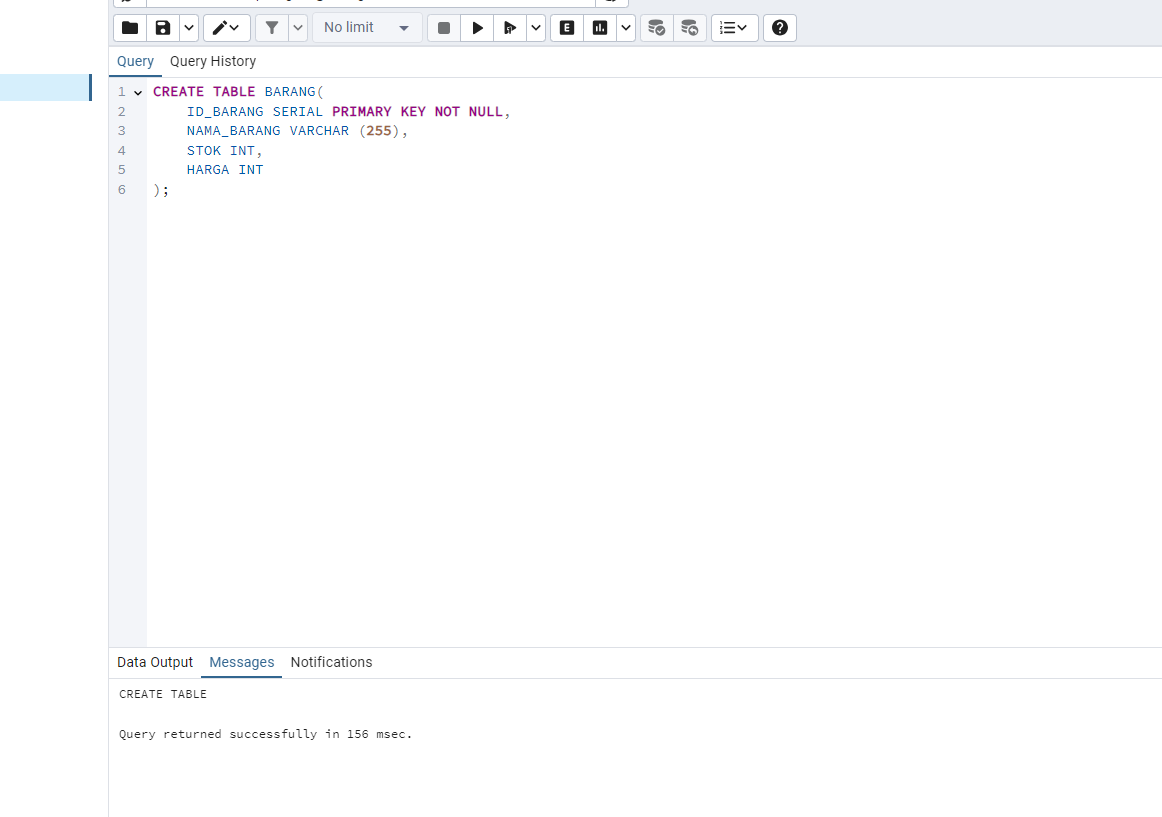 No limit
E
Query Query History
1 CREATE TABLE BARANG(
2 ID_BARANG SERIAL PRIMARY KEY NOT NULL,
3 NAMA_BARANG VARCHAR (255),
4 STOK INT,
5 HARGA INT
6 );
Data Output Messages Notifications
CREATE TABLE
Query returned successfully in 156 msec.